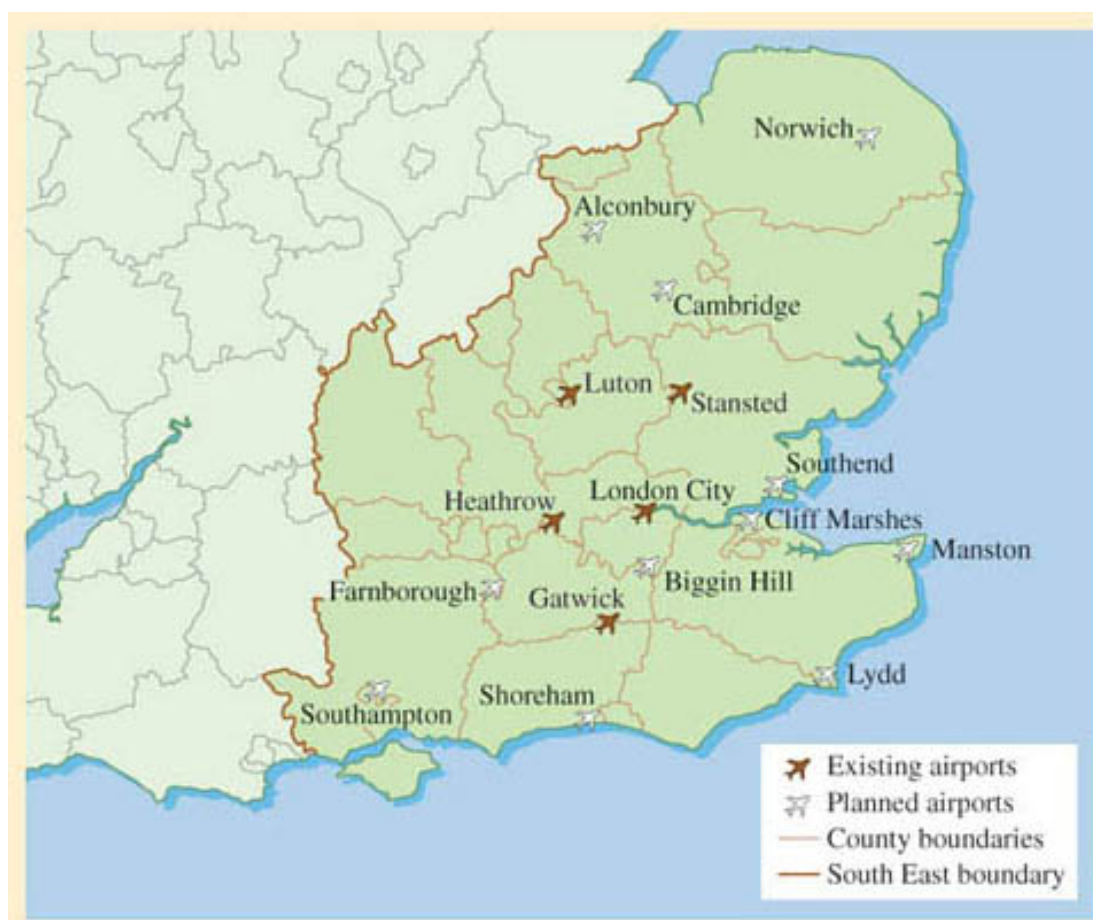 Norwich
Alconbury
Cambridge
Luton
Stansted
Southend
Heathrow
London City
Cliff Marshes
Manston
Farnborough
Gatwick
Biggin Hill
Lydd
Southampton
Shoreham
Existing airports
Planned airports
County boundaries
South East boundary